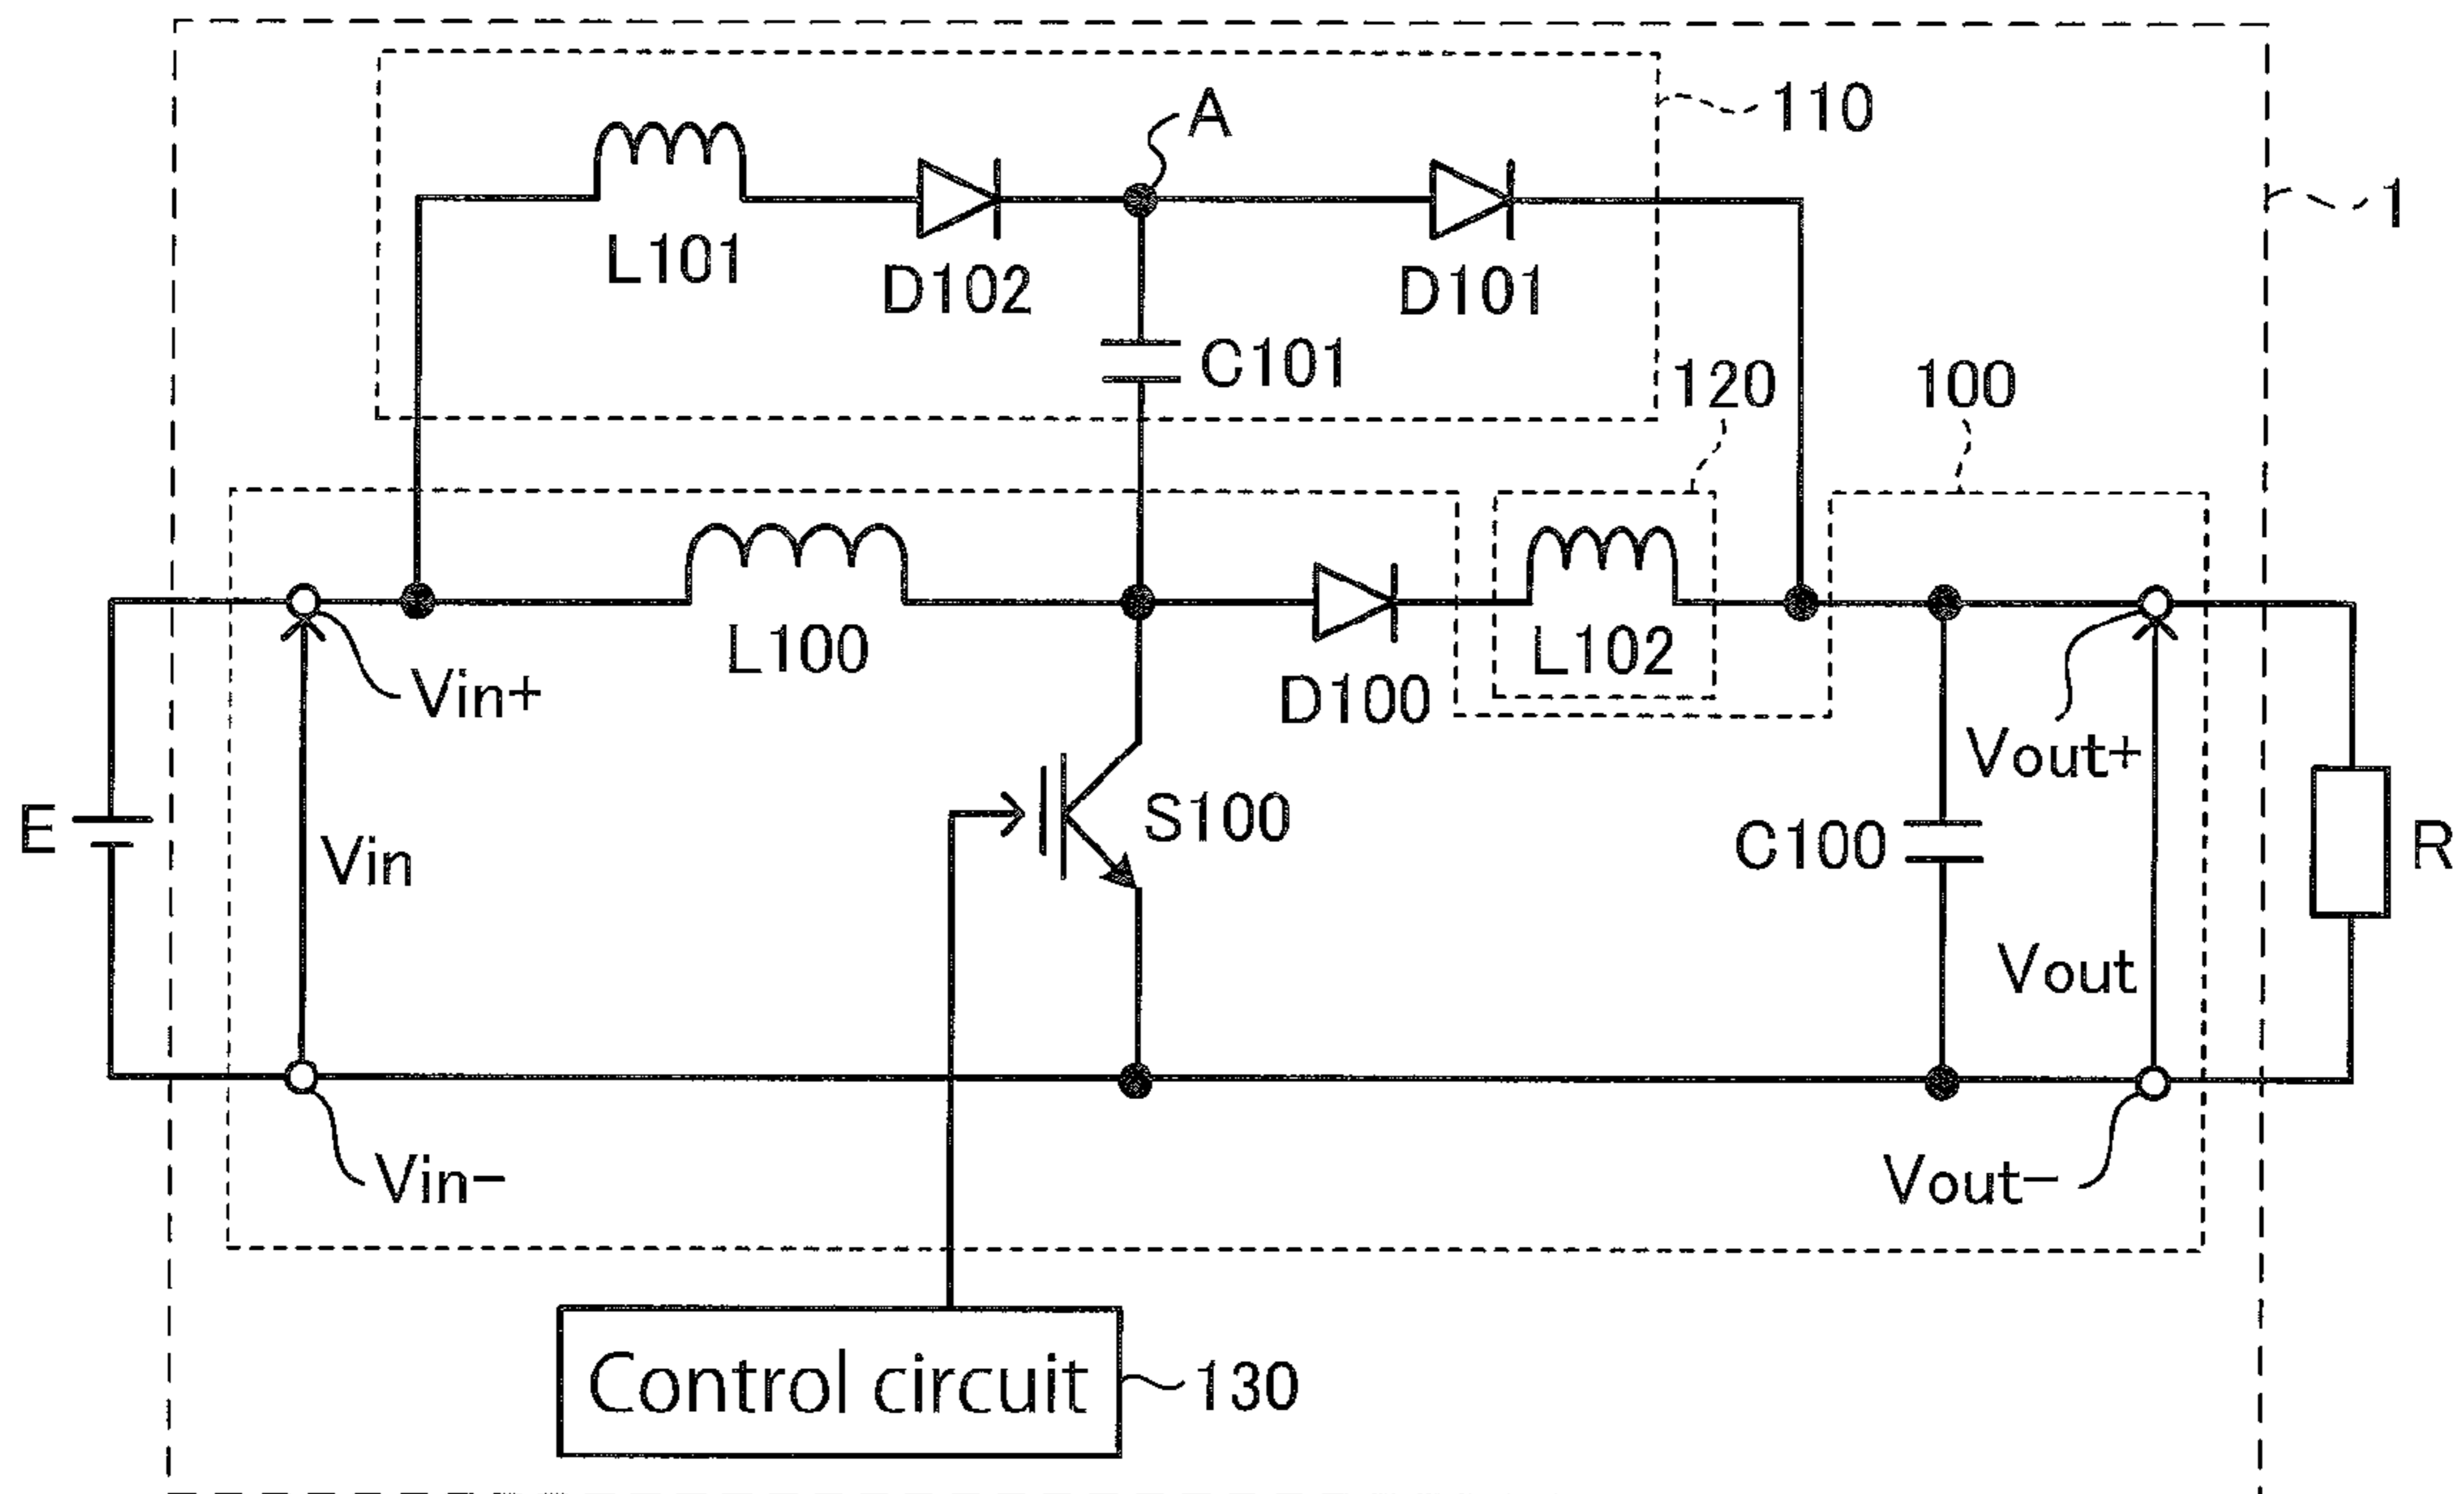 110
A
1
L101
D102
D101
C101
120
100
L100
D100
L102
Vin+
Vout+
E
Vin
S100
C100
R
Vout
Vin−
Vout−
Control circuit
130